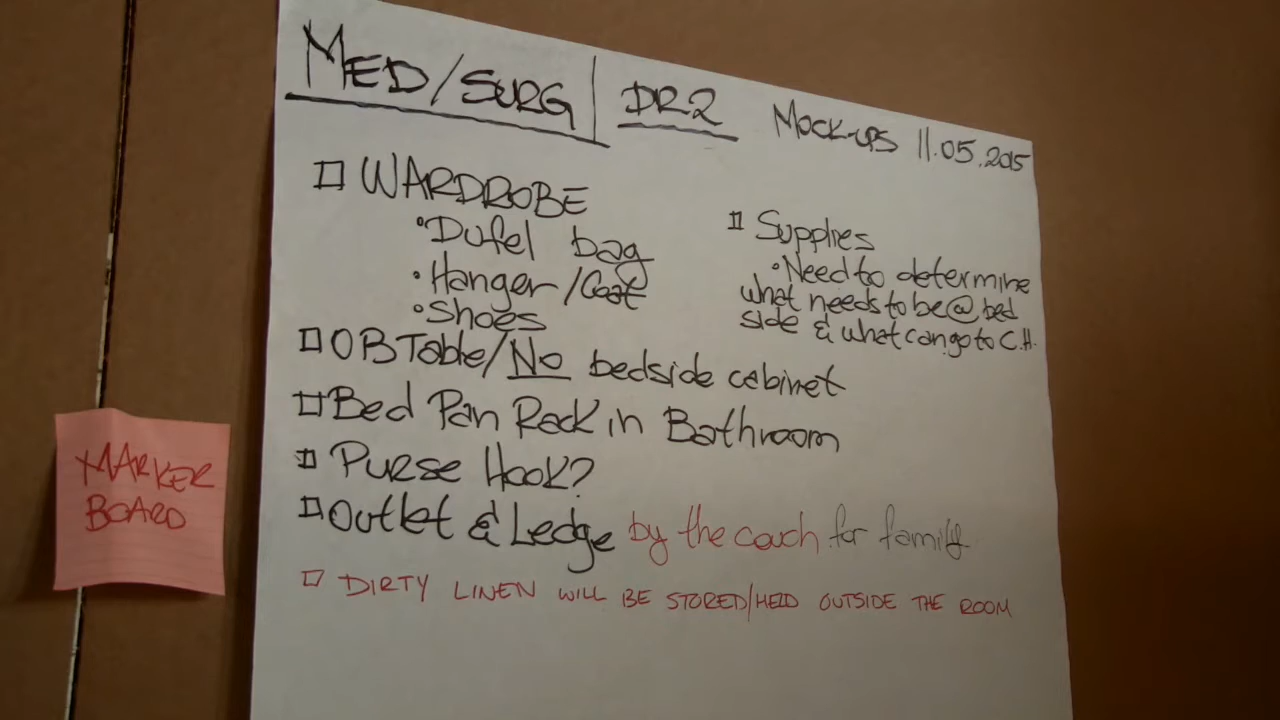 MED/SURG | DR2 MOCK-UPS 11.05.2015
WARDROBE
•Dufel bag
•Hanger/Coat
•Shoes
OB Table/No bedside cabinet
Bed Pan Rack in Bathroom
Purse Hook?
Outlet & Ledge by the couch for family
DIRTY LINEN WILL BE STORED/HELD OUTSIDE THE ROOM
Supplies
•Need to determine
what needs to be @ bed
side & what can go to C.H.
MARKER
BOARD